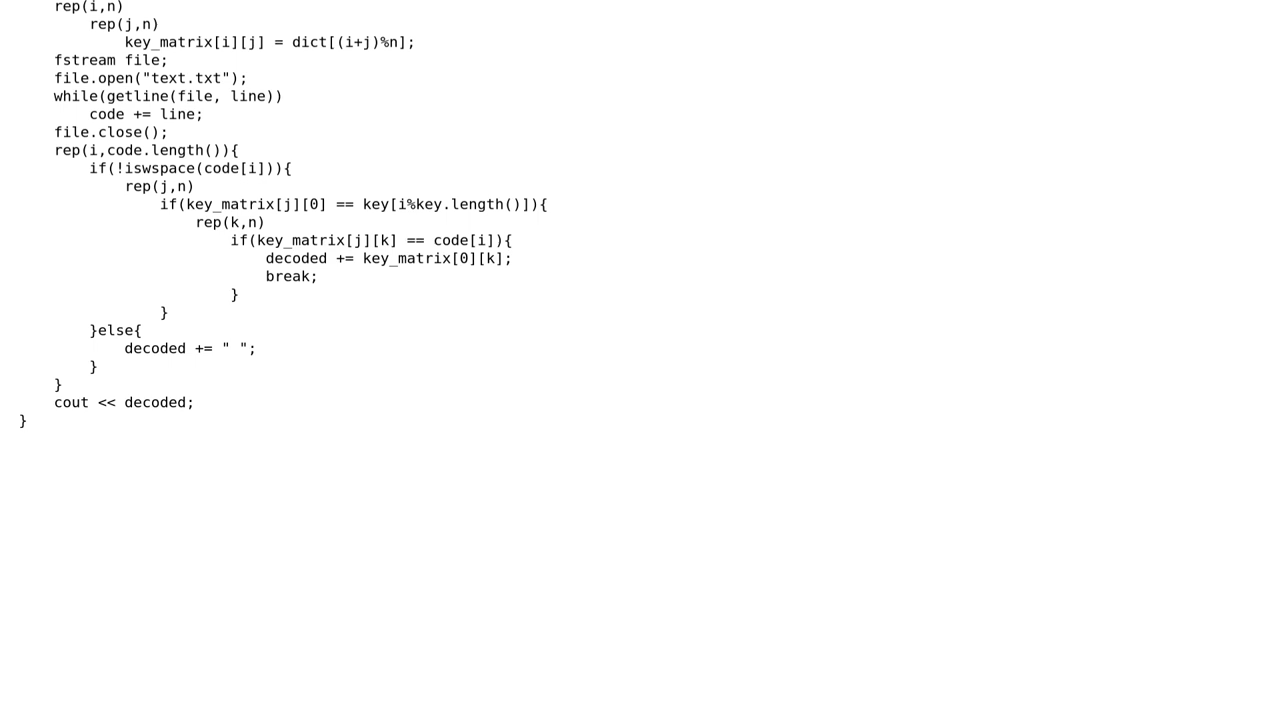 rep(i,n)
rep(j,n)
key_matrix[i][j] = dict[(i+j)%n];
fstream file;
file.open("text.txt");
while(getline(file, line))
code += line;
file.close();
rep(i,code.length()){
if(!iswspace(code[i])){
rep(j,n)
if(key_matrix[j][0] == key[i%key.length()]){
rep(k,n)
if(key_matrix[j][k] == code[i]){
decoded += key_matrix[0][k];
break;
}
}
}else{
decoded += " ";
}
}
cout << decoded;
}